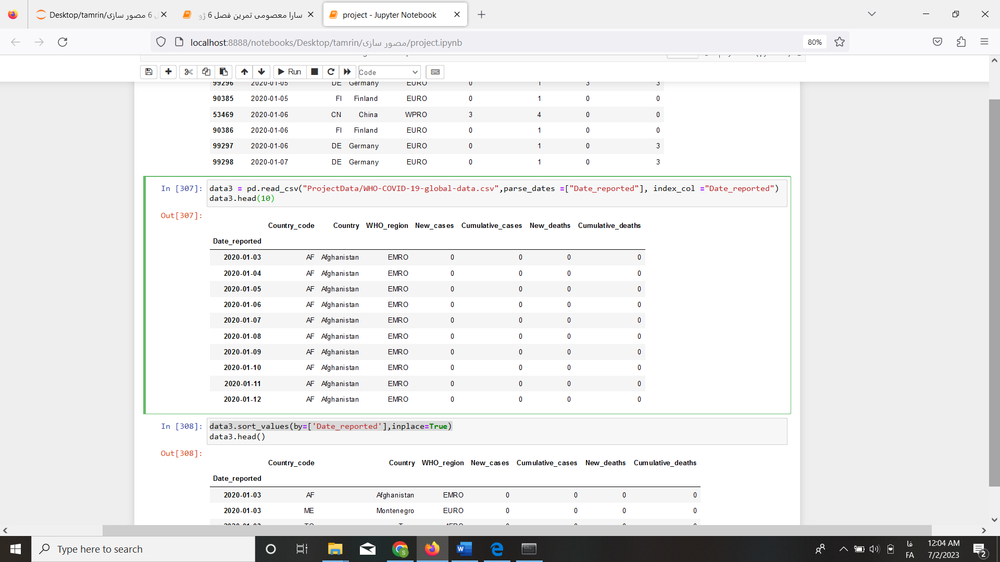 Desktop/tamrin/ل 6 مصور سازی
سارا معصومی تمرین فصل 6 ژو
project - Jupyter Notebook
localhost:8888/notebooks/Desktop/tamrin/مصور سازی/project.ipynb
80%
Run
Code
99296 2020-01-05 DE Germany EURO 0 1 3 3
90385 2020-01-05 FI Finland EURO 0 1 0 0
53469 2020-01-06 CN China WPRO 3 4 0 0
90386 2020-01-06 FI Finland EURO 0 1 0 0
99297 2020-01-06 DE Germany EURO 0 1 0 3
99298 2020-01-07 DE Germany EURO 0 1 0 3
In [307]: data3 = pd.read_csv("ProjectData/WHO-COVID-19-global-data.csv",parse_dates =["Date_reported"], index_col ="Date_reported")
data3.head(10)
Out[307]:
Country_code Country WHO_region New_cases Cumulative_cases New_deaths Cumulative_deaths
Date_reported
2020-01-03 AF Afghanistan EMRO 0 0 0 0
2020-01-04 AF Afghanistan EMRO 0 0 0 0
2020-01-05 AF Afghanistan EMRO 0 0 0 0
2020-01-06 AF Afghanistan EMRO 0 0 0 0
2020-01-07 AF Afghanistan EMRO 0 0 0 0
2020-01-08 AF Afghanistan EMRO 0 0 0 0
2020-01-09 AF Afghanistan EMRO 0 0 0 0
2020-01-10 AF Afghanistan EMRO 0 0 0 0
2020-01-11 AF Afghanistan EMRO 0 0 0 0
2020-01-12 AF Afghanistan EMRO 0 0 0 0
In [308]: data3.sort_values(by=['Date_reported'],inplace=True)
data3.head()
Out[308]:
Country_code Country WHO_region New_cases Cumulative_cases New_deaths Cumulative_deaths
Date_reported
2020-01-03 AF Afghanistan EMRO 0 0 0 0
2020-01-03 ME Montenegro EURO 0 0 0 0
Type here to search
S
فا
FA
12:04 AM
7/2/2023
2